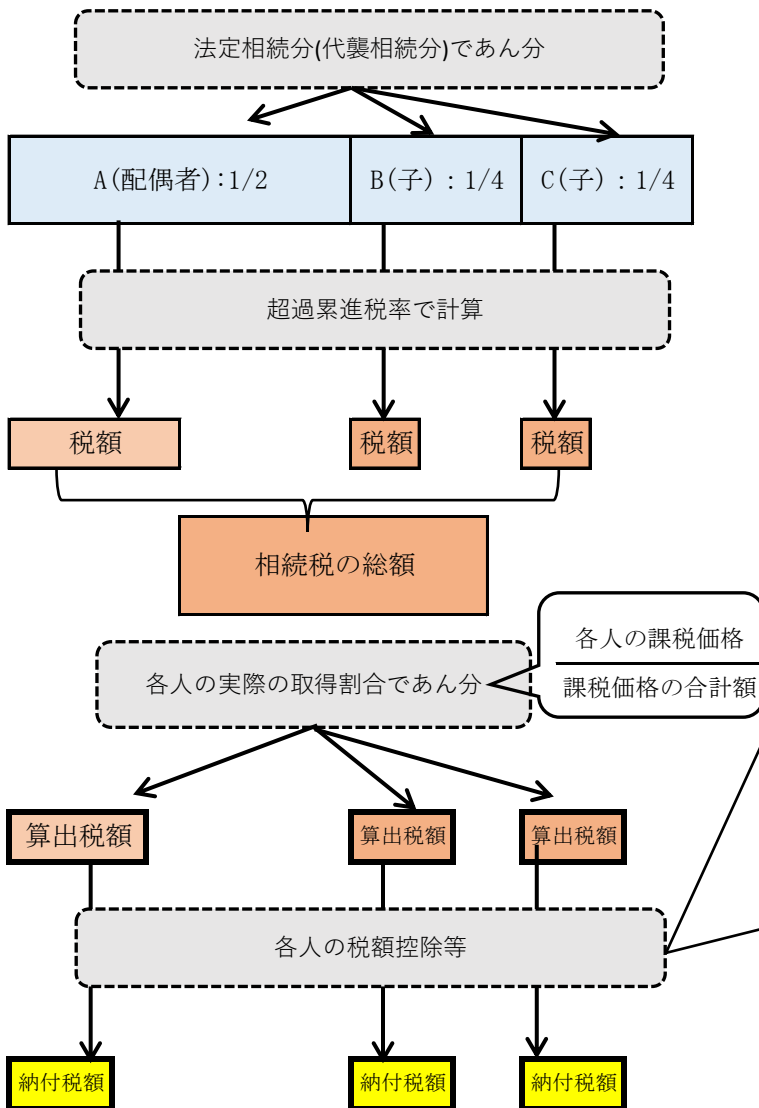 法定相続分(代襲相続分)であん分
A(配偶者):1/2
B(子) : 1/4
C(子) : 1/4
超過累進税率で計算
税額
税額
税額
相続税の総額
各人の課税価格
課税価格の合計額
各人の実際の取得割合であん分
算出税額
算出税額
算出税額
各人の税額控除等
納付税額
納付税額
納付税額